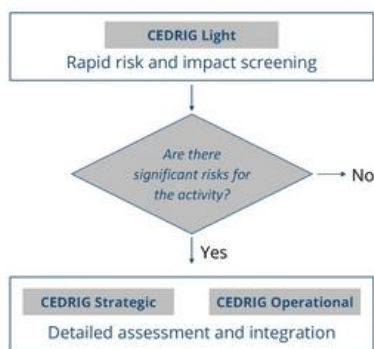 CEDRIG Light
Rapid risk and impact screening
Are there
significant risks for
the activity?
No
Yes
CEDRIG Strategic
CEDRIG Operational
Detailed assessment and integration